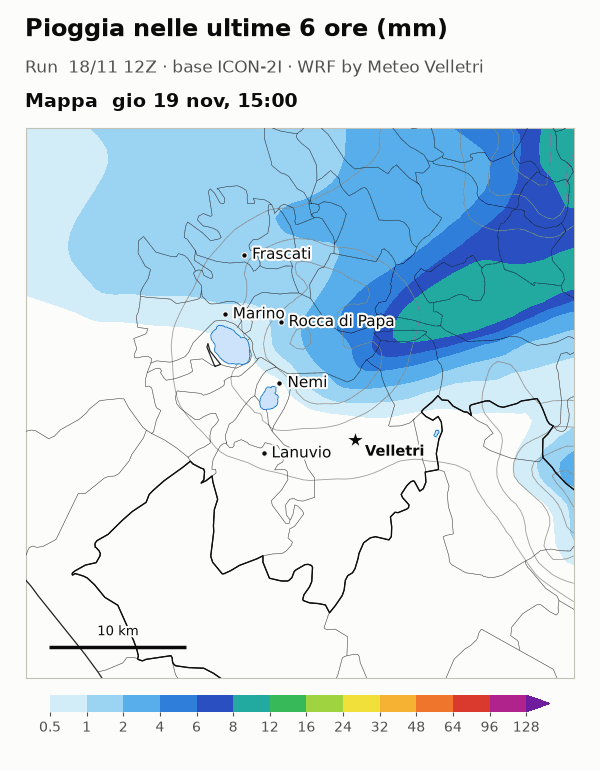 Pioggia nelle ultime 6 ore (mm)
Run  18/11 12Z · base ICON-2I · WRF by Meteo Velletri
Mappa  gio 19 nov, 15:00
Frascati
Marino
Rocca di Papa
Nemi
Velletri
Lanuvio
10 km
0.5 1 2 4 6 8 12 16 24 32 48 64 96 128